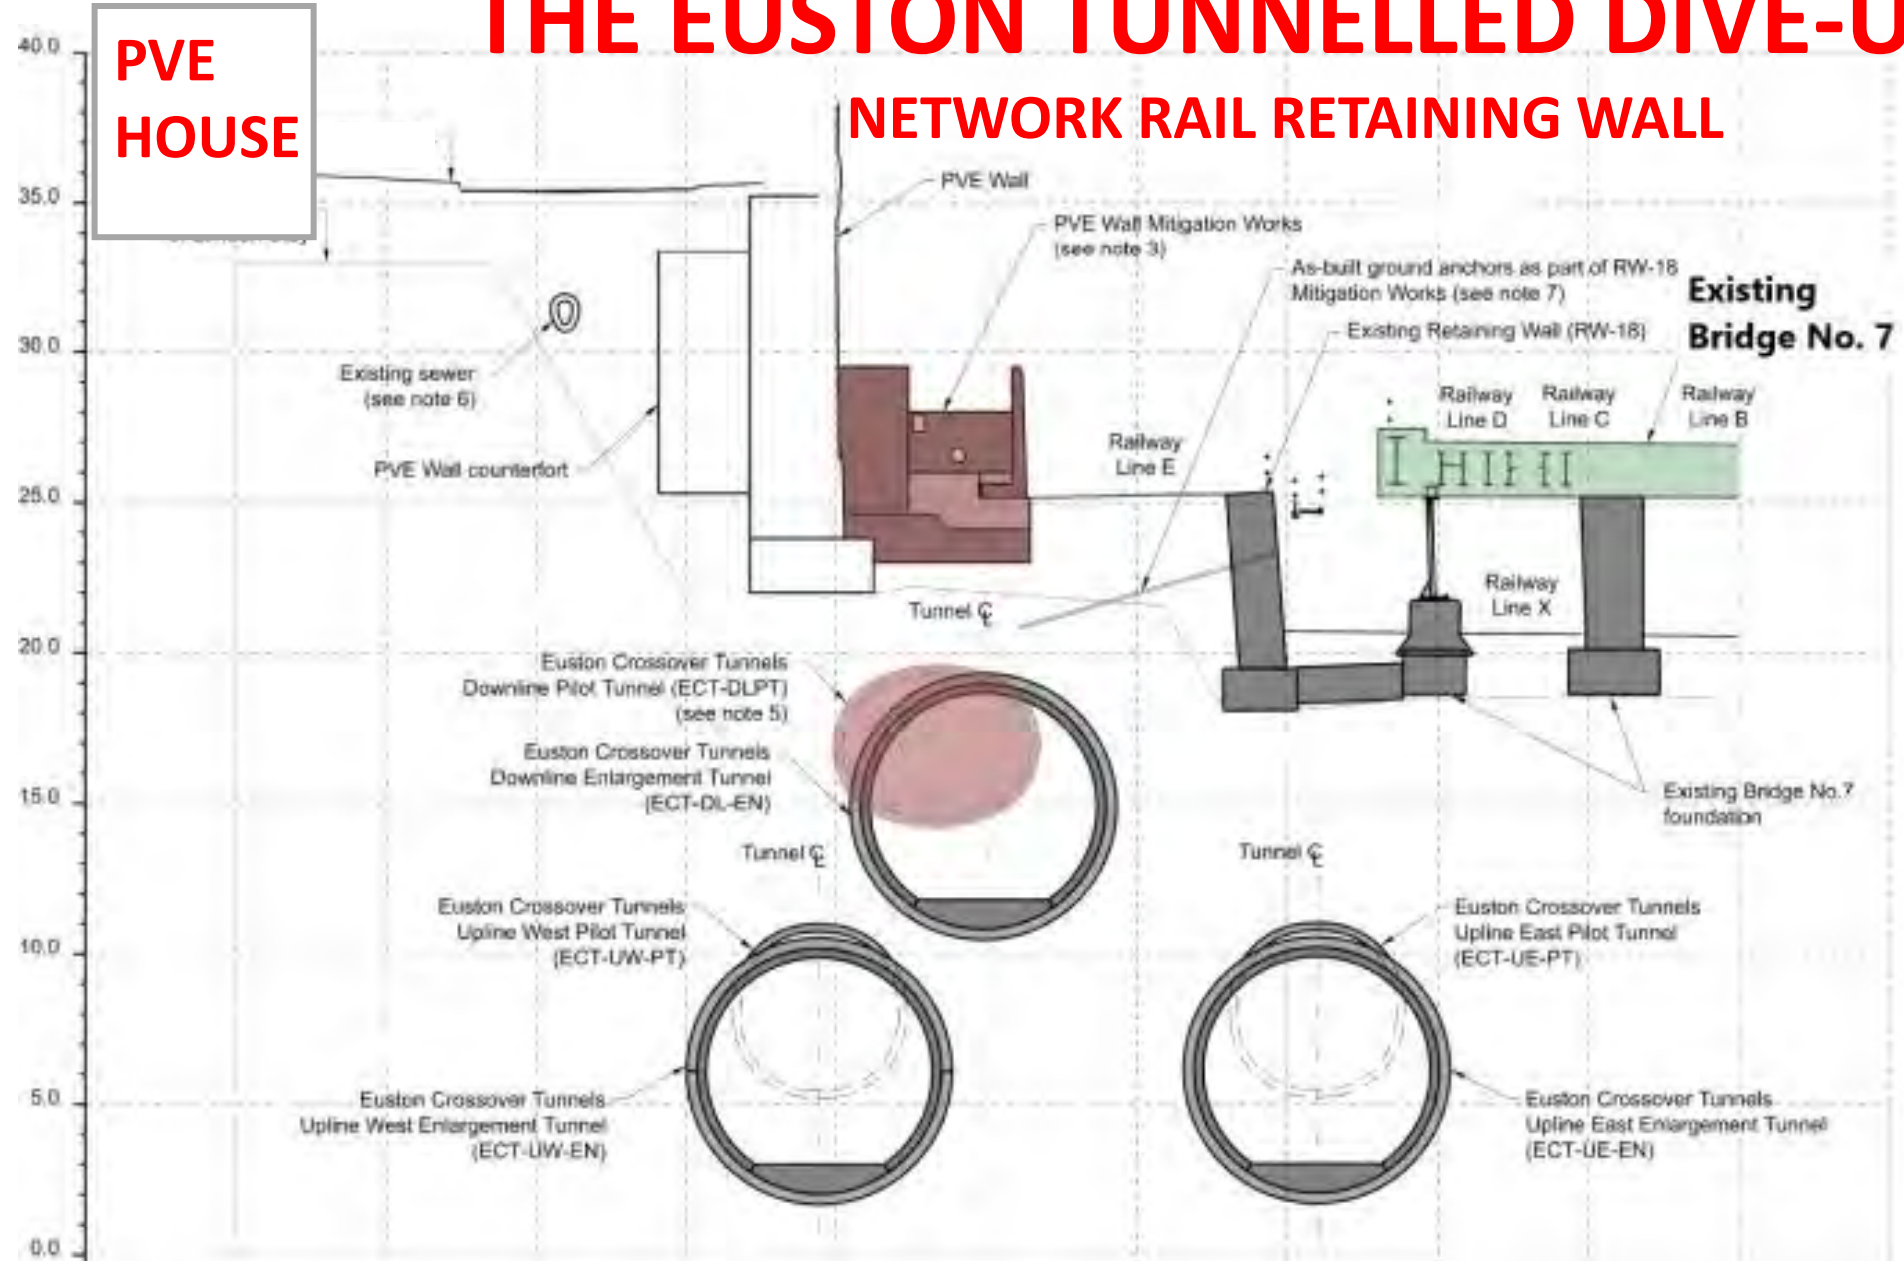 THE EUSTON TUNNELLED DIVE-U
NETWORK RAIL RETAINING WALL
PVE
HOUSE
40.0
35.0
30.0
25.0
20.0
15.0
10.0
5.0
0.0
PVE Wall
PVE Wall Mitigation Works
(see note 3)
As-built ground anchors as part of RW-18
Mitigation Works (see note 7)
Existing Retaining Wall (RW-18)
Existing
Bridge No. 7
Existing sewer
(see note 6)
PVE Wall counterfort
Railway
Line E
Railway
Line D
Railway
Line C
Railway
Line B
Railway
Line X
Tunnel ℄
Euston Crossover Tunnels
Downline Pilot Tunnel (ECT-DLPT)
(see note 5)
Euston Crossover Tunnels
Downline Enlargement Tunnel
(ECT-DL-EN)
Existing Bridge No.7
foundation
Tunnel ℄
Tunnel ℄
Euston Crossover Tunnels
Upline West Pilot Tunnel
(ECT-UW-PT)
Euston Crossover Tunnels
Upline East Pilot Tunnel
(ECT-UE-PT)
Euston Crossover Tunnels
Upline West Enlargement Tunnel
(ECT-UW-EN)
Euston Crossover Tunnels
Upline East Enlargement Tunnel
(ECT-UE-EN)